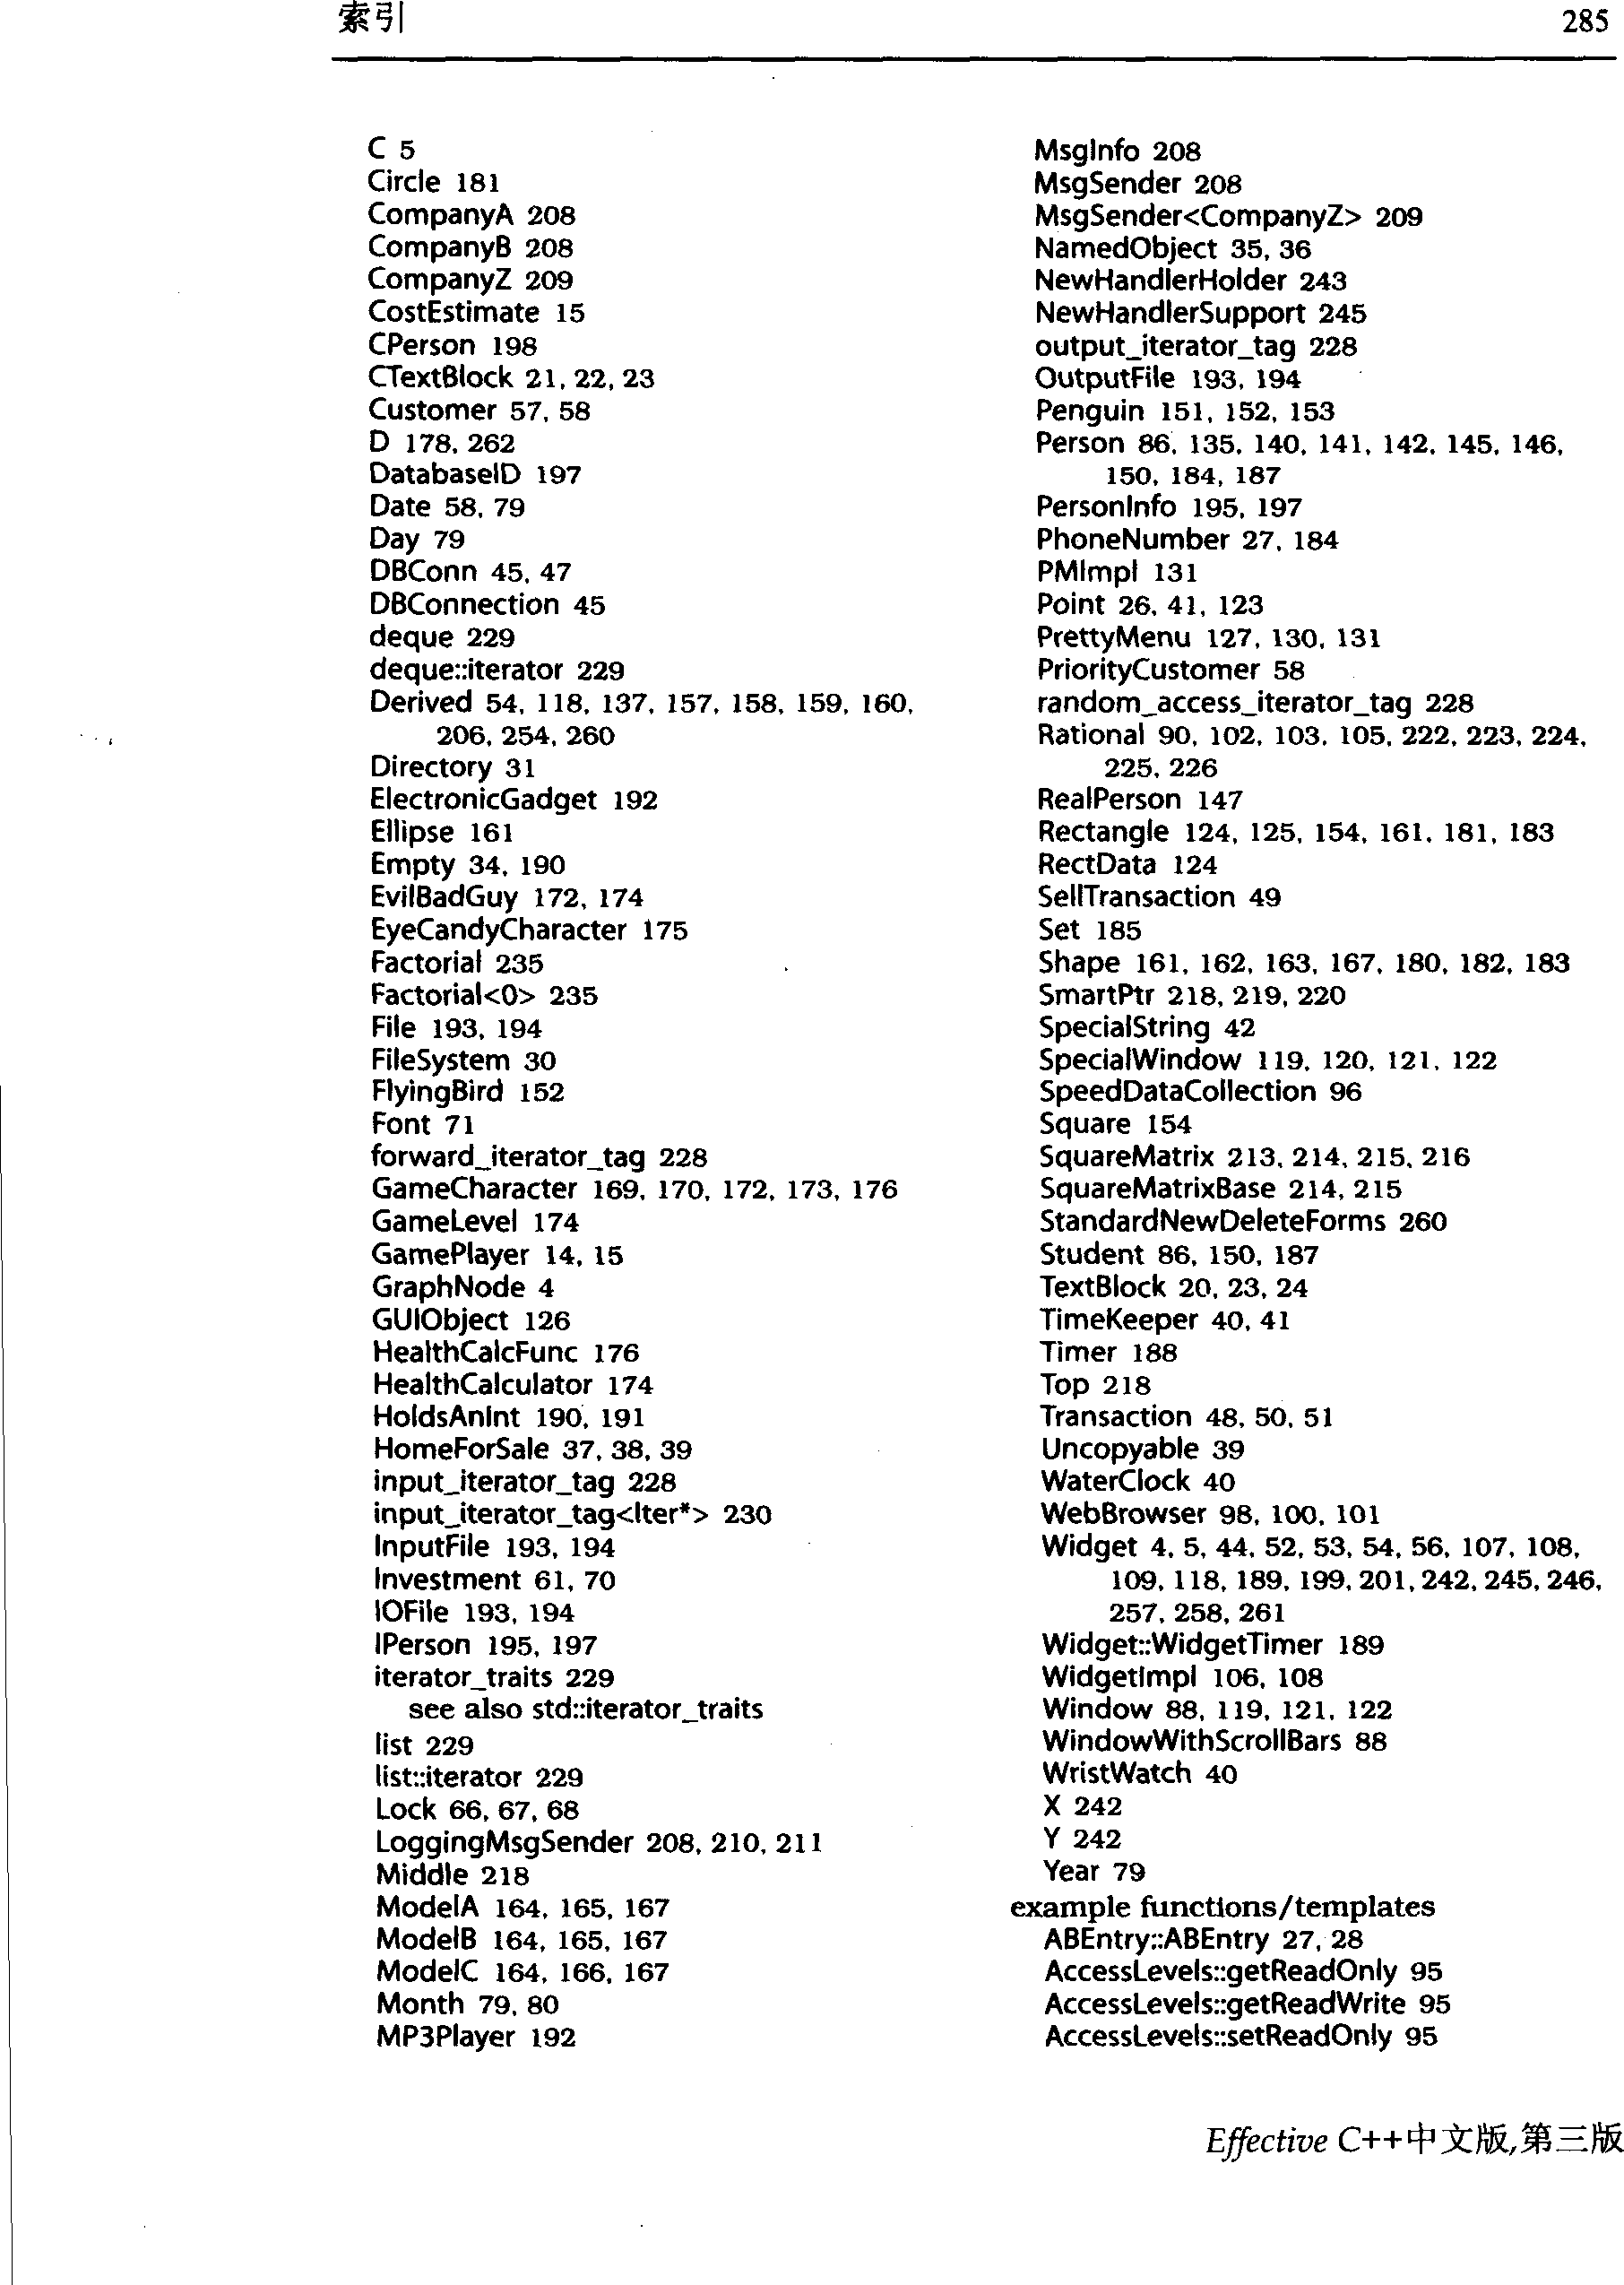 索引
285
C 5
Circle 181
CompanyA 208
CompanyB 208
CompanyZ 209
CostEstimate 15
CPerson 198
CTextBlock 21, 22, 23
Customer 57, 58
D 178, 262
DatabaseID 197
Date 58, 79
Day 79
DBConn 45, 47
DBConnection 45
deque 229
deque::iterator 229
Derived 54, 118, 137, 157, 158, 159, 160,
206, 254, 260
Directory 31
ElectronicGadget 192
Ellipse 161
Empty 34, 190
EvilBadGuy 172, 174
EyeCandyCharacter 175
Factorial 235
Factorial<0> 235
File 193, 194
FileSystem 30
FlyingBird 152
Font 71
forward_iterator_tag 228
GameCharacter 169, 170, 172, 173, 176
GameLevel 174
GamePlayer 14, 15
GraphNode 4
GUIObject 126
HealthCalcFunc 176
HealthCalculator 174
HoldsAnInt 190, 191
HomeForSale 37, 38, 39
input_iterator_tag 228
input_iterator_tag<Iter*> 230
InputFile 193, 194
Investment 61, 70
IOFile 193, 194
IPerson 195, 197
iterator_traits 229
see also std::iterator_traits
list 229
list::iterator 229
Lock 66, 67, 68
LoggingMsgSender 208, 210, 211
Middle 218
ModelA 164, 165, 167
ModelB 164, 165, 167
ModelC 164, 166, 167
Month 79, 80
MP3Player 192
MsgInfo 208
MsgSender 208
MsgSender<CompanyZ> 209
NamedObject 35, 36
NewHandlerHolder 243
NewHandlerSupport 245
output_iterator_tag 228
OutputFile 193, 194
Penguin 151, 152, 153
Person 86, 135, 140, 141, 142, 145, 146,
150, 184, 187
PersonInfo 195, 197
PhoneNumber 27, 184
PMImpl 131
Point 26, 41, 123
PrettyMenu 127, 130, 131
PriorityCustomer 58
random_access_iterator_tag 228
Rational 90, 102, 103, 105, 222, 223, 224,
225, 226
RealPerson 147
Rectangle 124, 125, 154, 161, 181, 183
RectData 124
SellTransaction 49
Set 185
Shape 161, 162, 163, 167, 180, 182, 183
SmartPtr 218, 219, 220
SpecialString 42
SpecialWindow 119, 120, 121, 122
SpeedDataCollection 96
Square 154
SquareMatrix 213, 214, 215, 216
SquareMatrixBase 214, 215
StandardNewDeleteForms 260
Student 86, 150, 187
TextBlock 20, 23, 24
TimeKeeper 40, 41
Timer 188
Top 218
Transaction 48, 50, 51
Uncopyable 39
WaterClock 40
WebBrowser 98, 100, 101
Widget 4, 5, 44, 52, 53, 54, 56, 107, 108,
109, 118, 189, 199, 201, 242, 245, 246,
257, 258, 261
Widget::WidgetTimer 189
WidgetImpl 106, 108
Window 88, 119, 121, 122
WindowWithScrollBars 88
WristWatch 40
X 242
Y 242
Year 79
example functions/templates
ABEntry::ABEntry 27, 28
AccessLevels::getReadOnly 95
AccessLevels::getReadWrite 95
AccessLevels::setReadOnly 95
Effective C++中文版,第三版